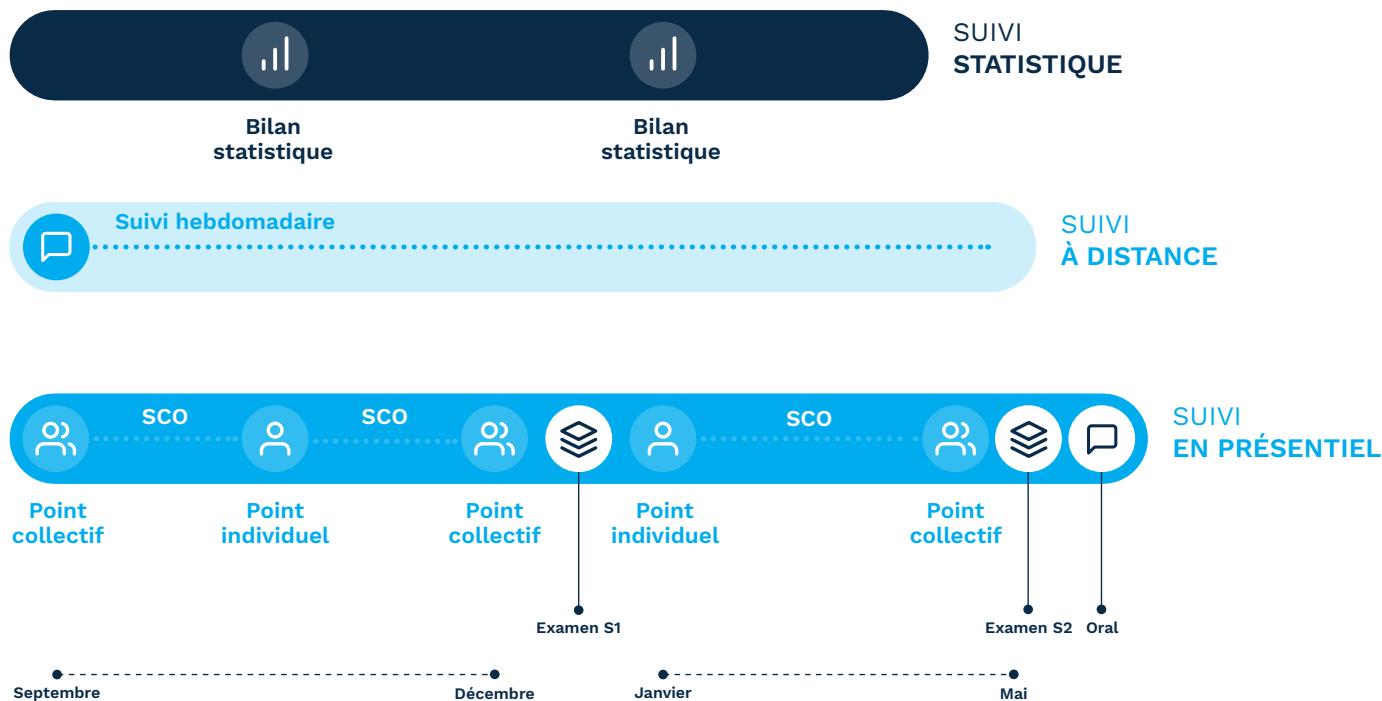 SUIVI
STATISTIQUE
Bilan
statistique
Bilan
statistique
Suivi hebdomadaire
SUIVI
À DISTANCE
SCO
SCO
SCO
SUIVI
EN PRÉSENTIEL
Point
collectif
Point
individuel
Point
collectif
Point
individuel
Point
collectif
Examen S1
Examen S2
Oral
Septembre
Décembre
Janvier
Mai